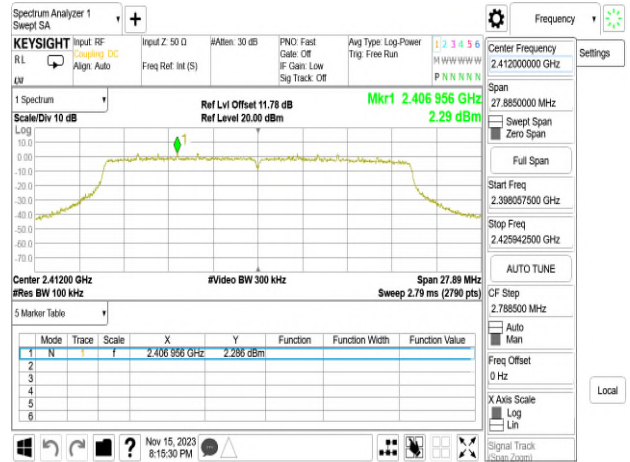 Spectrum Analyzer 1
Swept SA
+
Frequency
KEYSIGHT
Input: RF
Coupling: DC
Align: Auto
Input Z: 50 Ω
Freq Ref: Int (S)
#Atten: 30 dB
PNO: Fast
Gate: Off
IF Gain: Low
Sig Track: Off
Avg Type: Log-Power
Trig: Free Run
1 2 3 4 5 6
M W W W W W
P N N N N N
R L
1 Spectrum
Scale/Div 10 dB
Ref Lvl Offset 11.78 dB
Ref Level 20.00 dBm
Mkr1 2.406 956 GHz
2.29 dBm
Log
10.0
0.00
-10.0
-20.0
-30.0
-40.0
-50.0
-60.0
-70.0
1
Center 2.41200 GHz
#Res BW 100 kHz
#Video BW 300 kHz
Span 27.89 MHz
Sweep 2.79 ms (2790 pts)
5 Marker Table
Mode Trace Scale X Y Function Function Width Function Value
1 N 1 f 2.406 956 GHz 2.286 dBm
2
3
4
5
6
Nov 15, 2023
8:15:30 PM
?
Center Frequency
2.412000000 GHz
Settings
Span
27.8850000 MHz
Swept Span
Zero Span
Full Span
Start Freq
2.398057500 GHz
Stop Freq
2.425942500 GHz
AUTO TUNE
CF Step
2.788500 MHz
Auto
Man
Freq Offset
0 Hz
Local
X Axis Scale
Log
Lin
Signal Track
(Span Zoom)